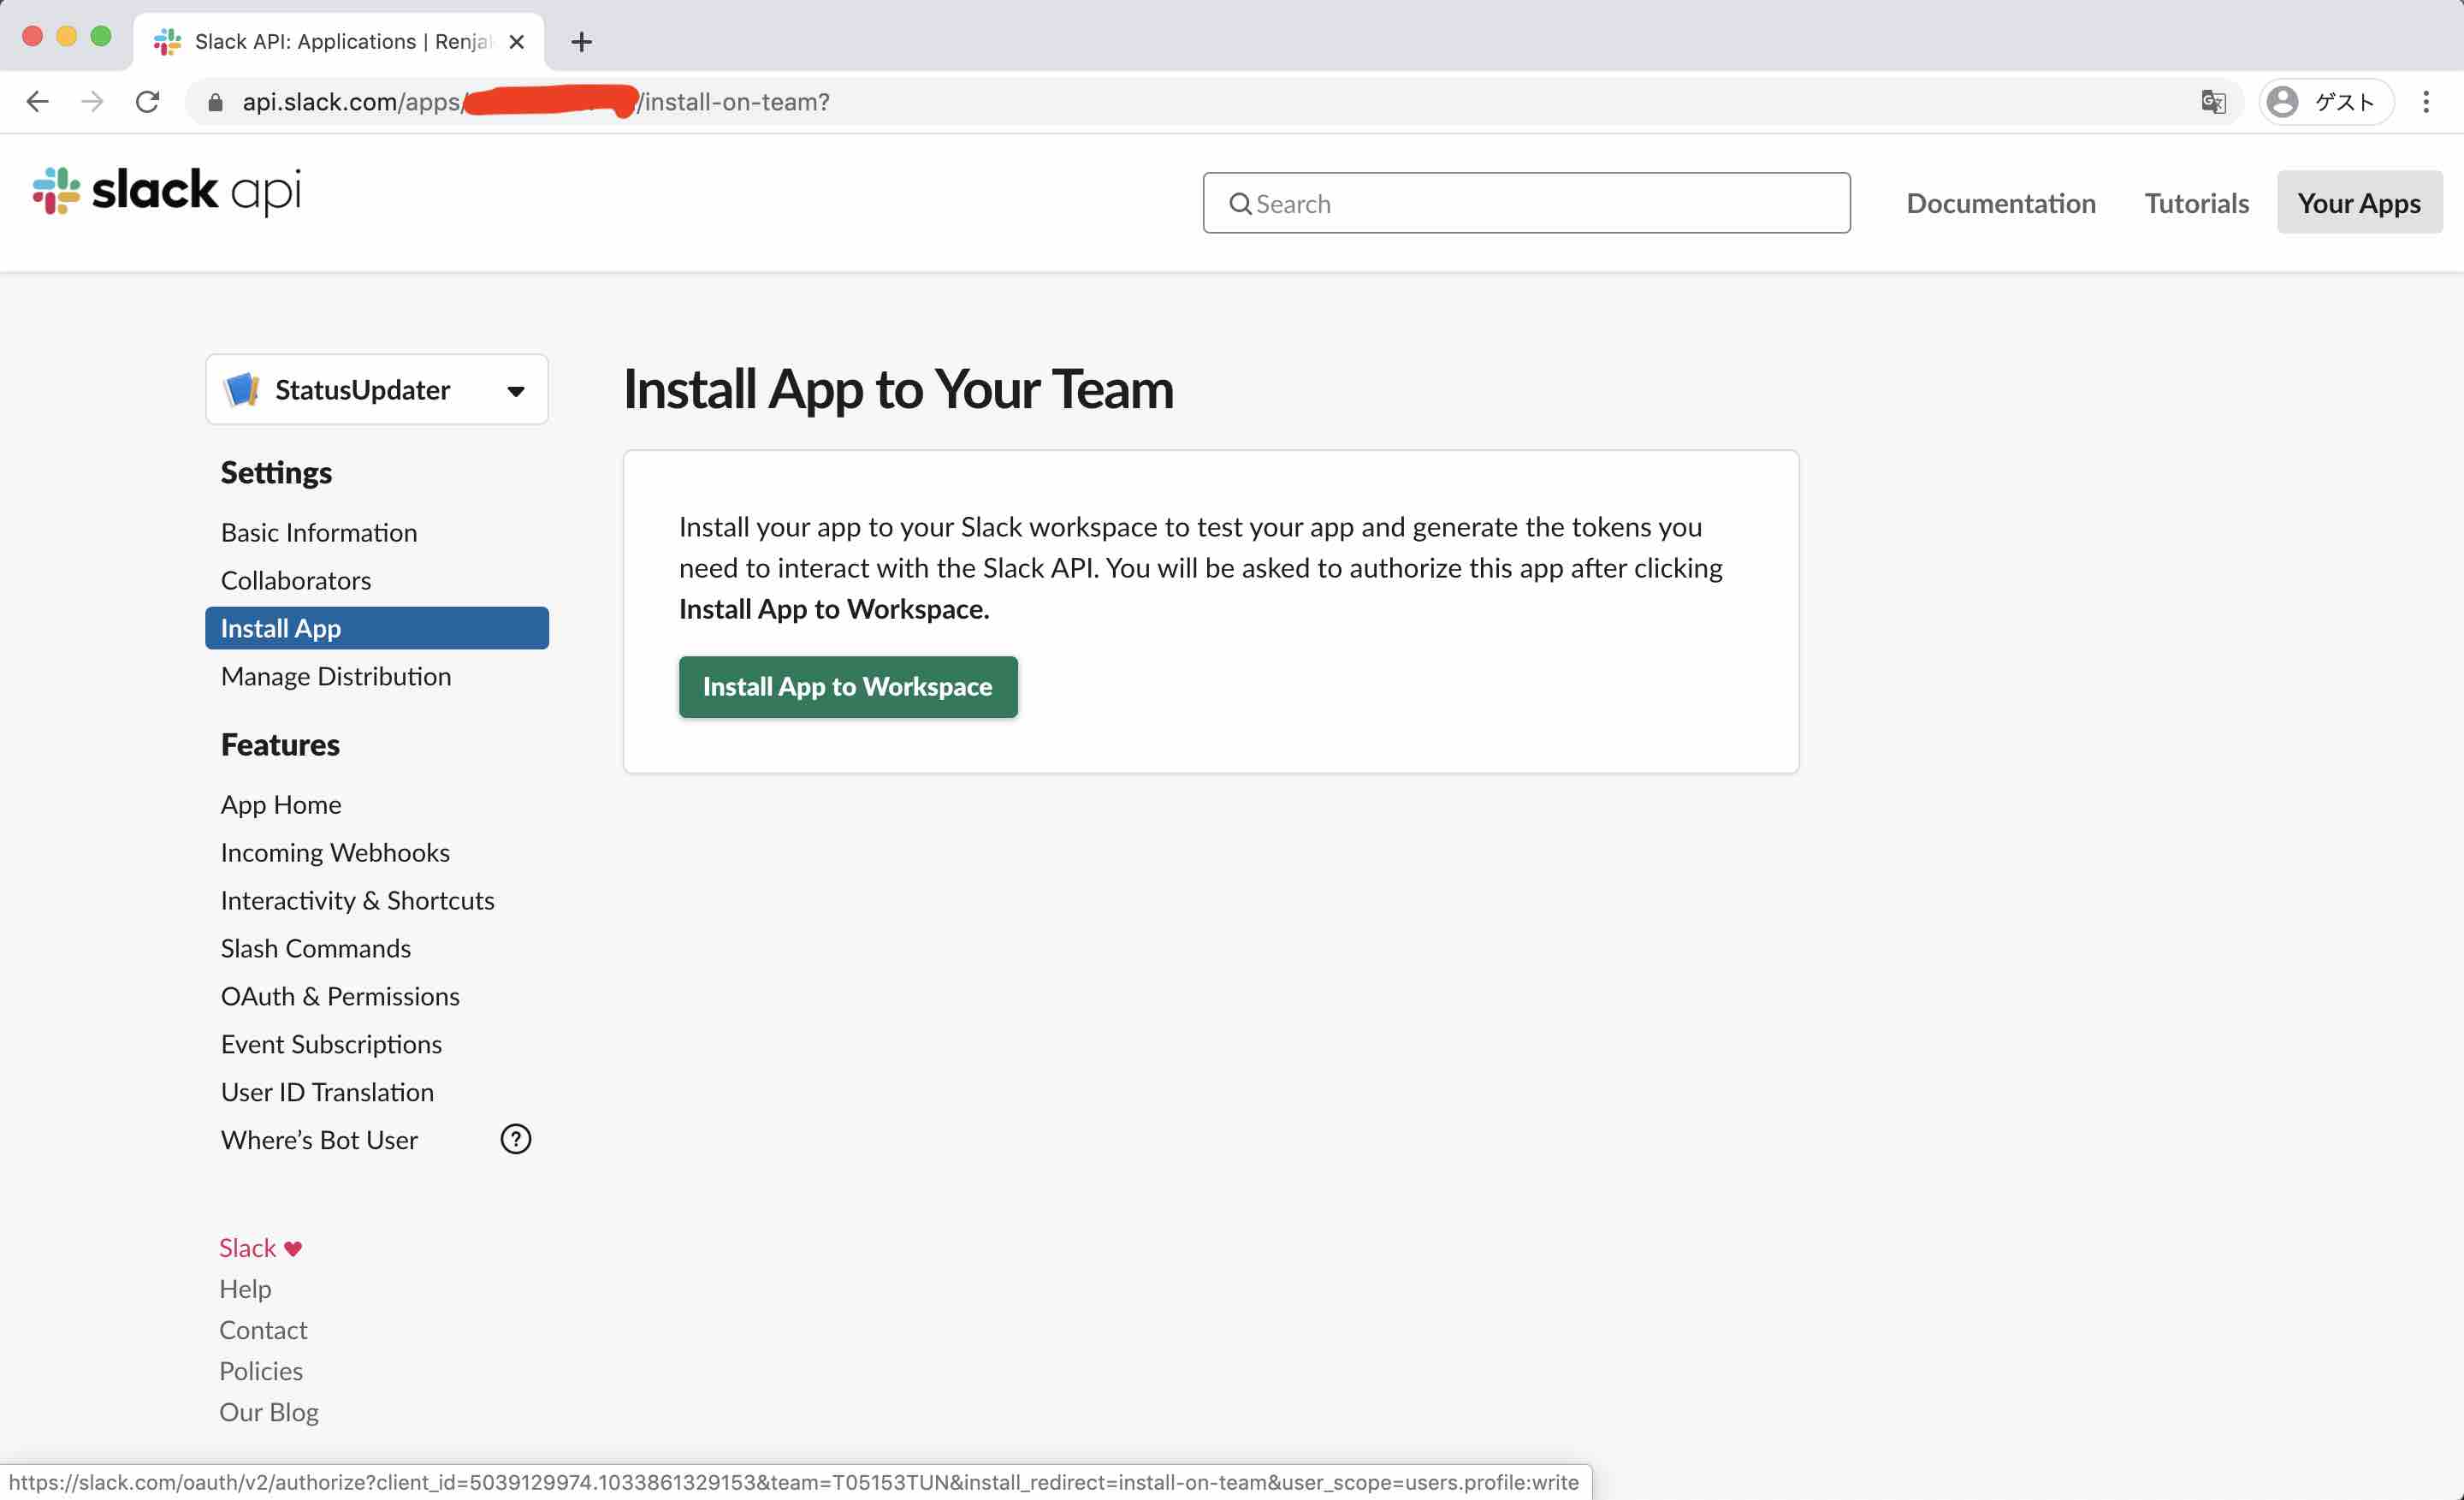 Slack API: Applications | Renja
api.slack.com/apps/
/install-on-team?
ゲスト
slack api
Search
Documentation
Tutorials
Your Apps
StatusUpdater
Install App to Your Team
Settings
Basic Information
Collaborators
Install App
Manage Distribution
Install your app to your Slack workspace to test your app and generate the tokens you
need to interact with the Slack API. You will be asked to authorize this app after clicking
Install App to Workspace.
Install App to Workspace
Features
App Home
Incoming Webhooks
Interactivity & Shortcuts
Slash Commands
OAuth & Permissions
Event Subscriptions
User ID Translation
Where’s Bot User
?
Slack ♥
Help
Contact
Policies
Our Blog
https://slack.com/oauth/v2/authorize?client_id=5039129974.1033861329153&team=T05153TUN&install_redirect=install-on-team&user_scope=users.profile:write